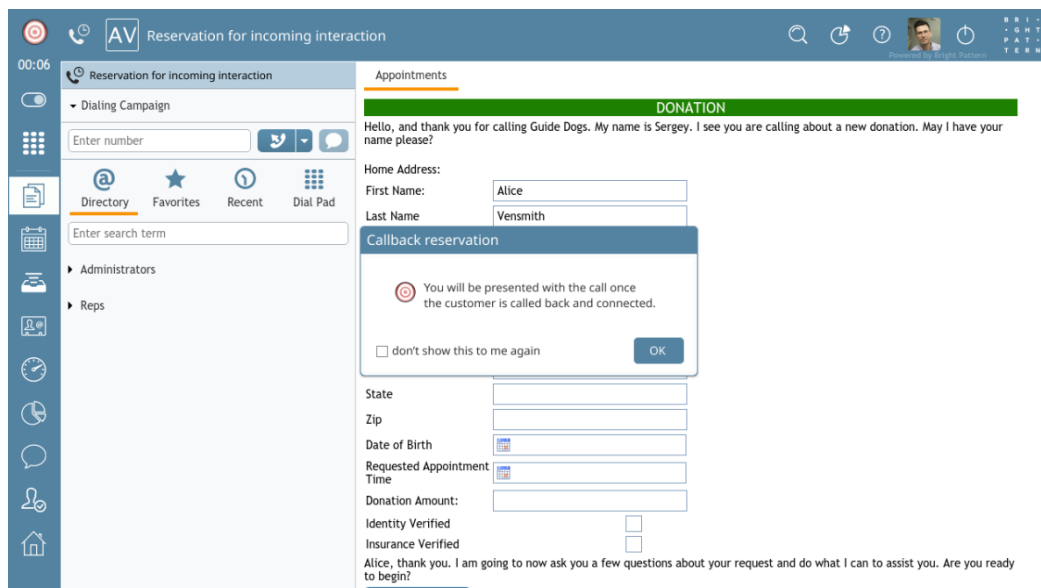 AV
Reservation for incoming interaction
Powered by Bright Pattern
B R I ·
· G H T
P A T ·
T E R N
00:06
Reservation for incoming interaction
Dialing Campaign
Enter number
Directory
Favorites
Recent
Dial Pad
Enter search term
Administrators
Reps
Appointments
DONATION
Hello, and thank you for calling Guide Dogs. My name is Sergey. I see you are calling about a new donation. May I have your
name please?
Home Address:
First Name:
Alice
Last Name
Vensmith
Callback reservation
You will be presented with the call once
the customer is called back and connected.
don't show this to me again
OK
State
Zip
Date of Birth
Requested Appointment
Time
Donation Amount:
Identity Verified
Insurance Verified
Alice, thank you. I am going to now ask you a few questions about your request and do what I can to assist you. Are you ready
to begin?